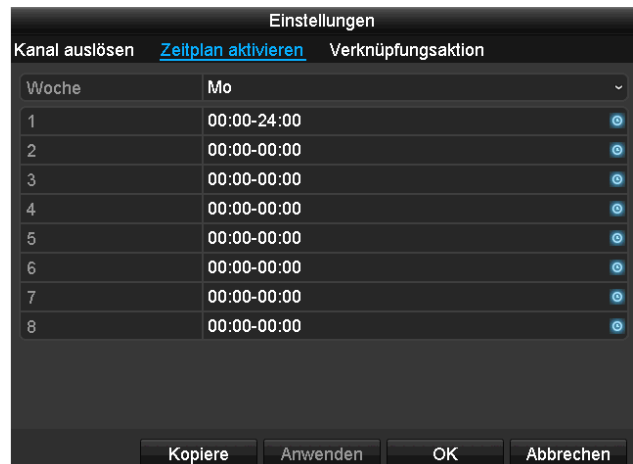 Einstellungen
Kanal auslösen Zeitplan aktivieren Verknüpfungsaktion
Woche Mo
1 00:00-24:00
2 00:00-00:00
3 00:00-00:00
4 00:00-00:00
5 00:00-00:00
6 00:00-00:00
7 00:00-00:00
8 00:00-00:00
Kopiere Anwenden OK Abbrechen